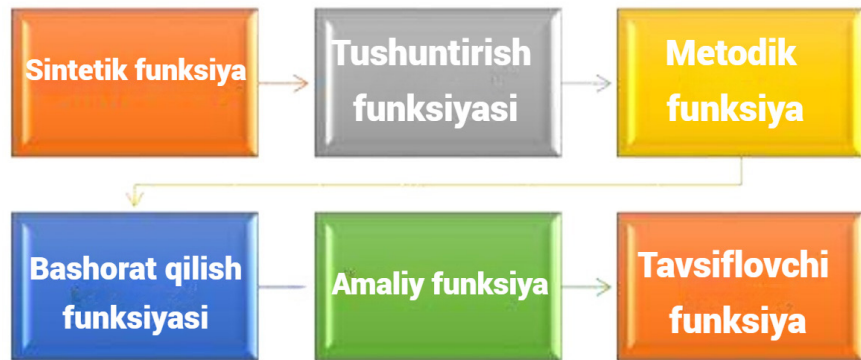 Sintetik funksiya
Tushuntirish
funksiyasi
Metodik
funksiya
Bashorat qilish
funksiyasi
Amaliy funksiya
Tavsiflovchi
funksiya